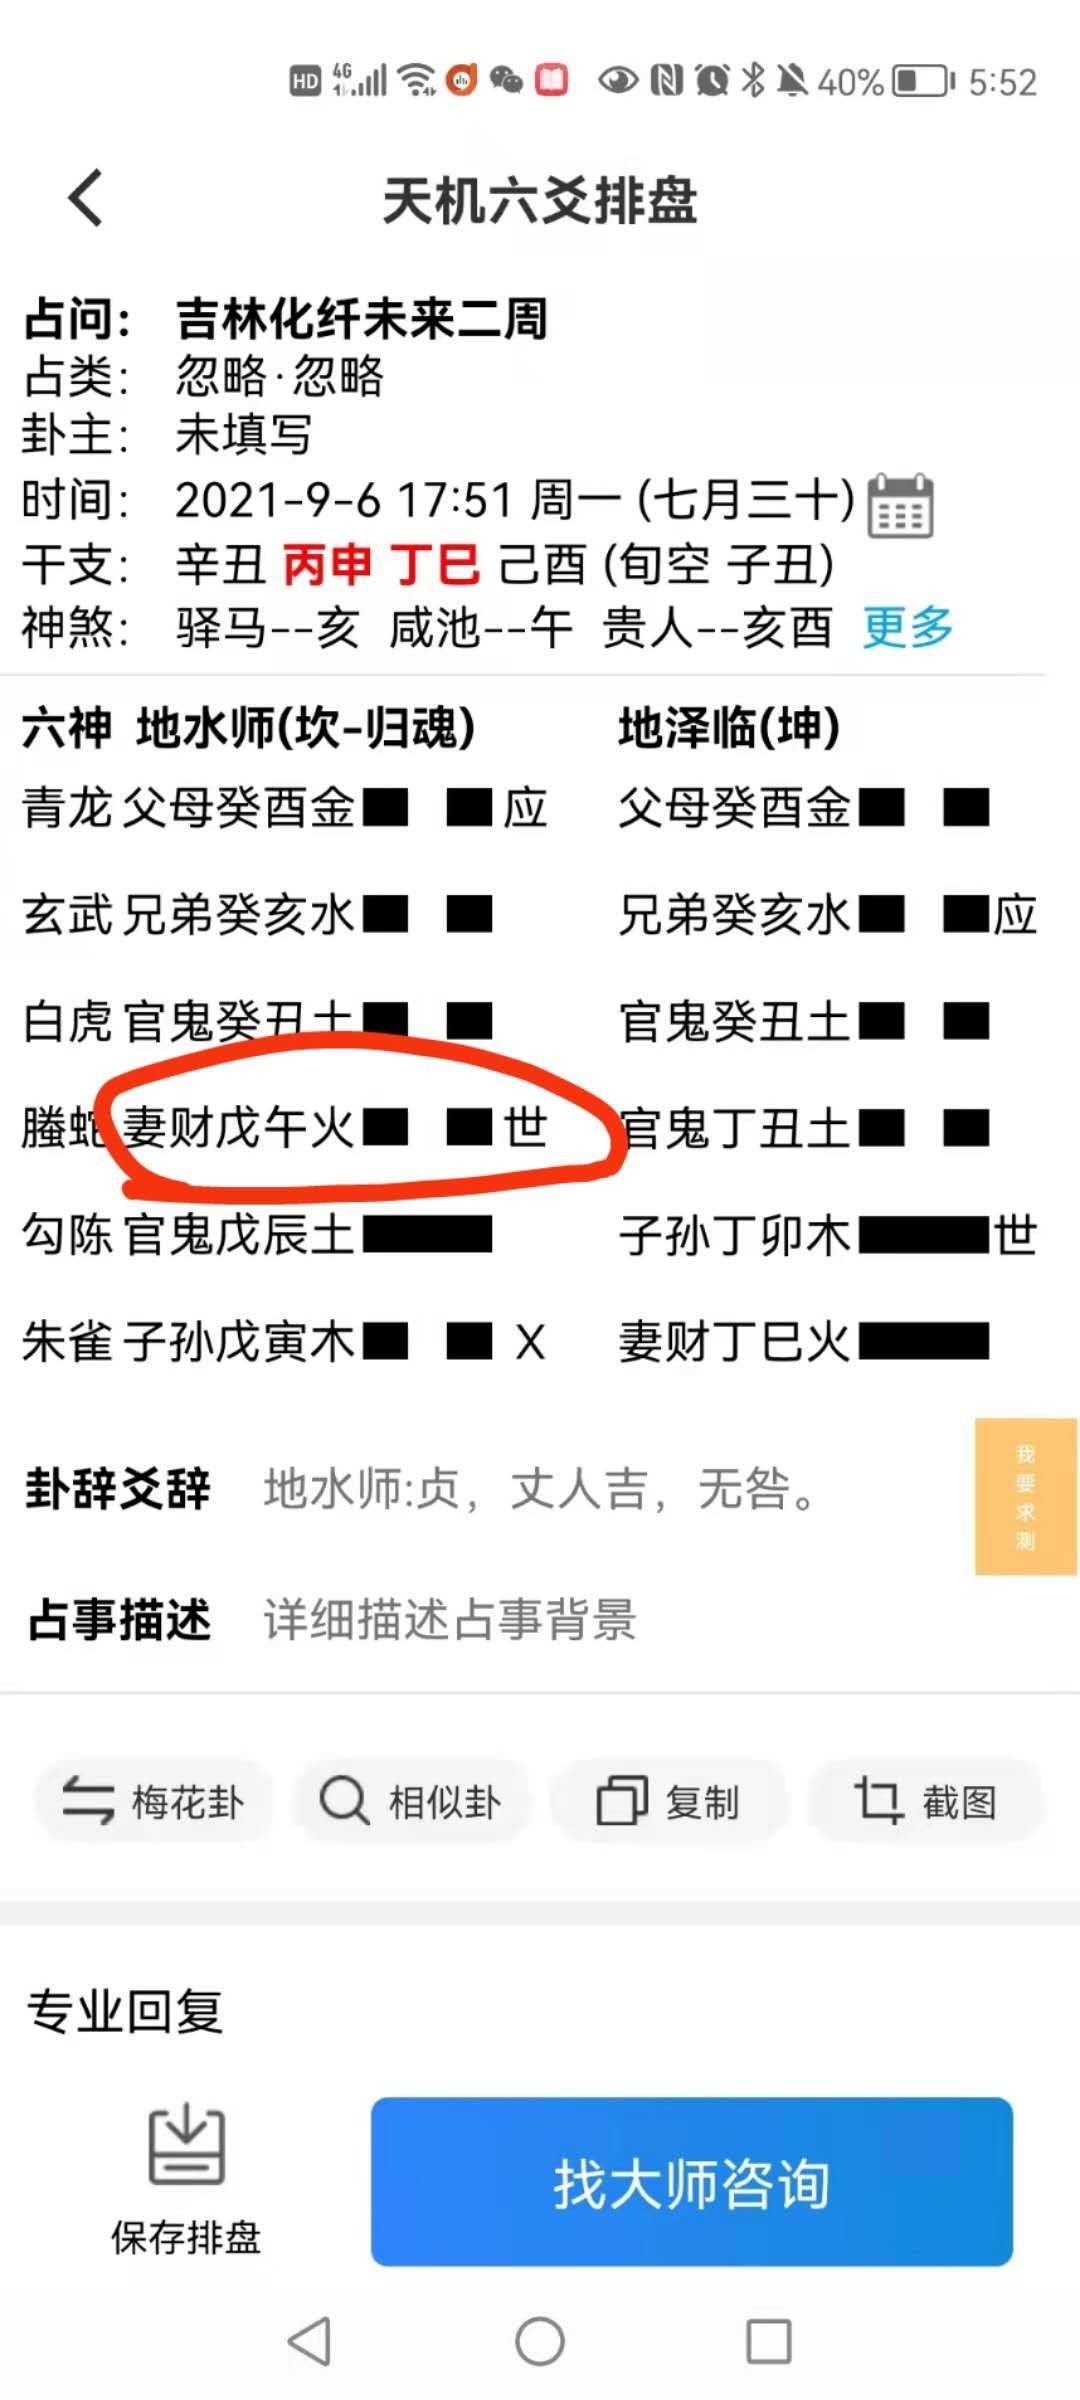 HD 4G 40% 5:52
天机六爻排盘
占问: 吉林化纤未来二周
占类: 忽略·忽略
卦主: 未填写
时间: 2021-9-6 17:51 周一 (七月三十)
干支: 辛丑 丙申 丁巳 己酉 (旬空 子丑)
神煞: 驿马--亥 咸池--午 贵人--亥酉 更多
六神 地水师(坎-归魂) 地泽临(坤)
青龙 父母癸酉金 应 父母癸酉金
玄武 兄弟癸亥水 兄弟癸亥水 应
白虎 官鬼癸丑土 官鬼癸丑土
螣蛇 妻财戊午火 世 官鬼丁丑土
勾陈 官鬼戊辰土 子孙丁卯木 世
朱雀 子孙戊寅木 X 妻财丁巳火
卦辞爻辞 地水师:贞，丈人吉，无咎。
我要求测
占事描述 详细描述占事背景
梅花卦 相似卦 复制 截图
专业回复
保存排盘 找大师咨询